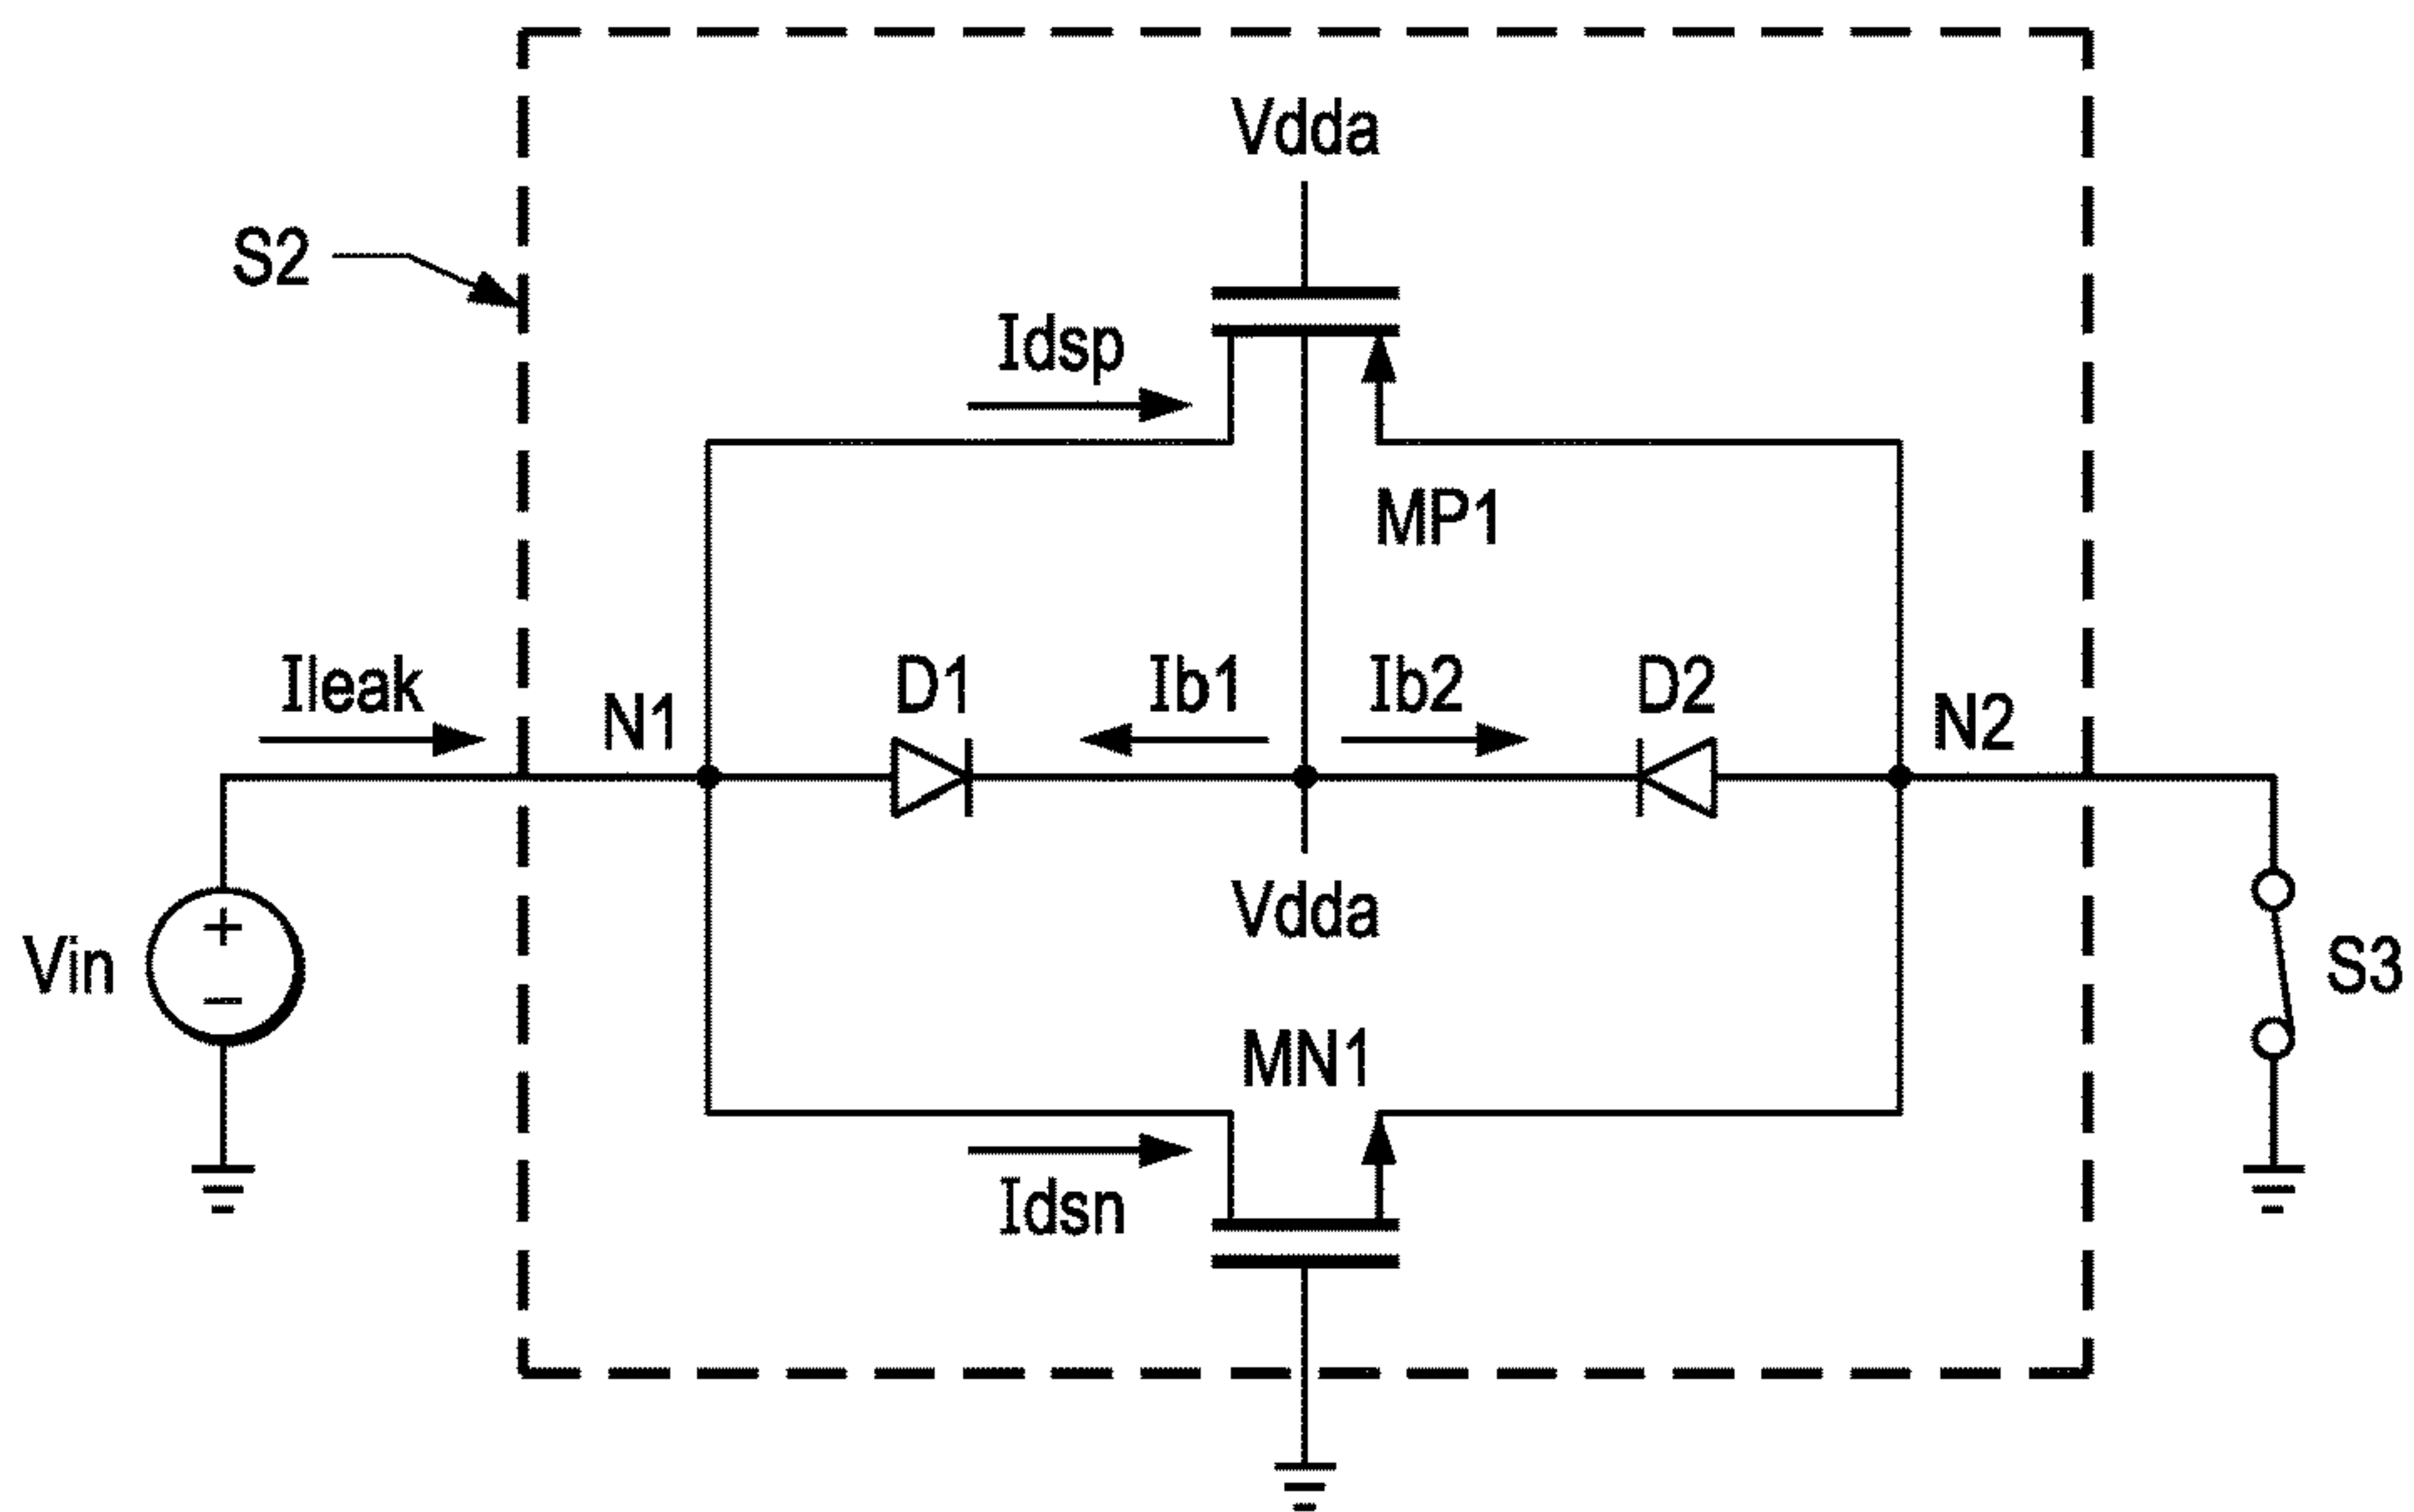 Vdda
S2
Idsp
MP1
Ileak
N1
D1
Ib1
Ib2
D2
N2
Vdda
Vin
+
−
S3
MN1
Idsn